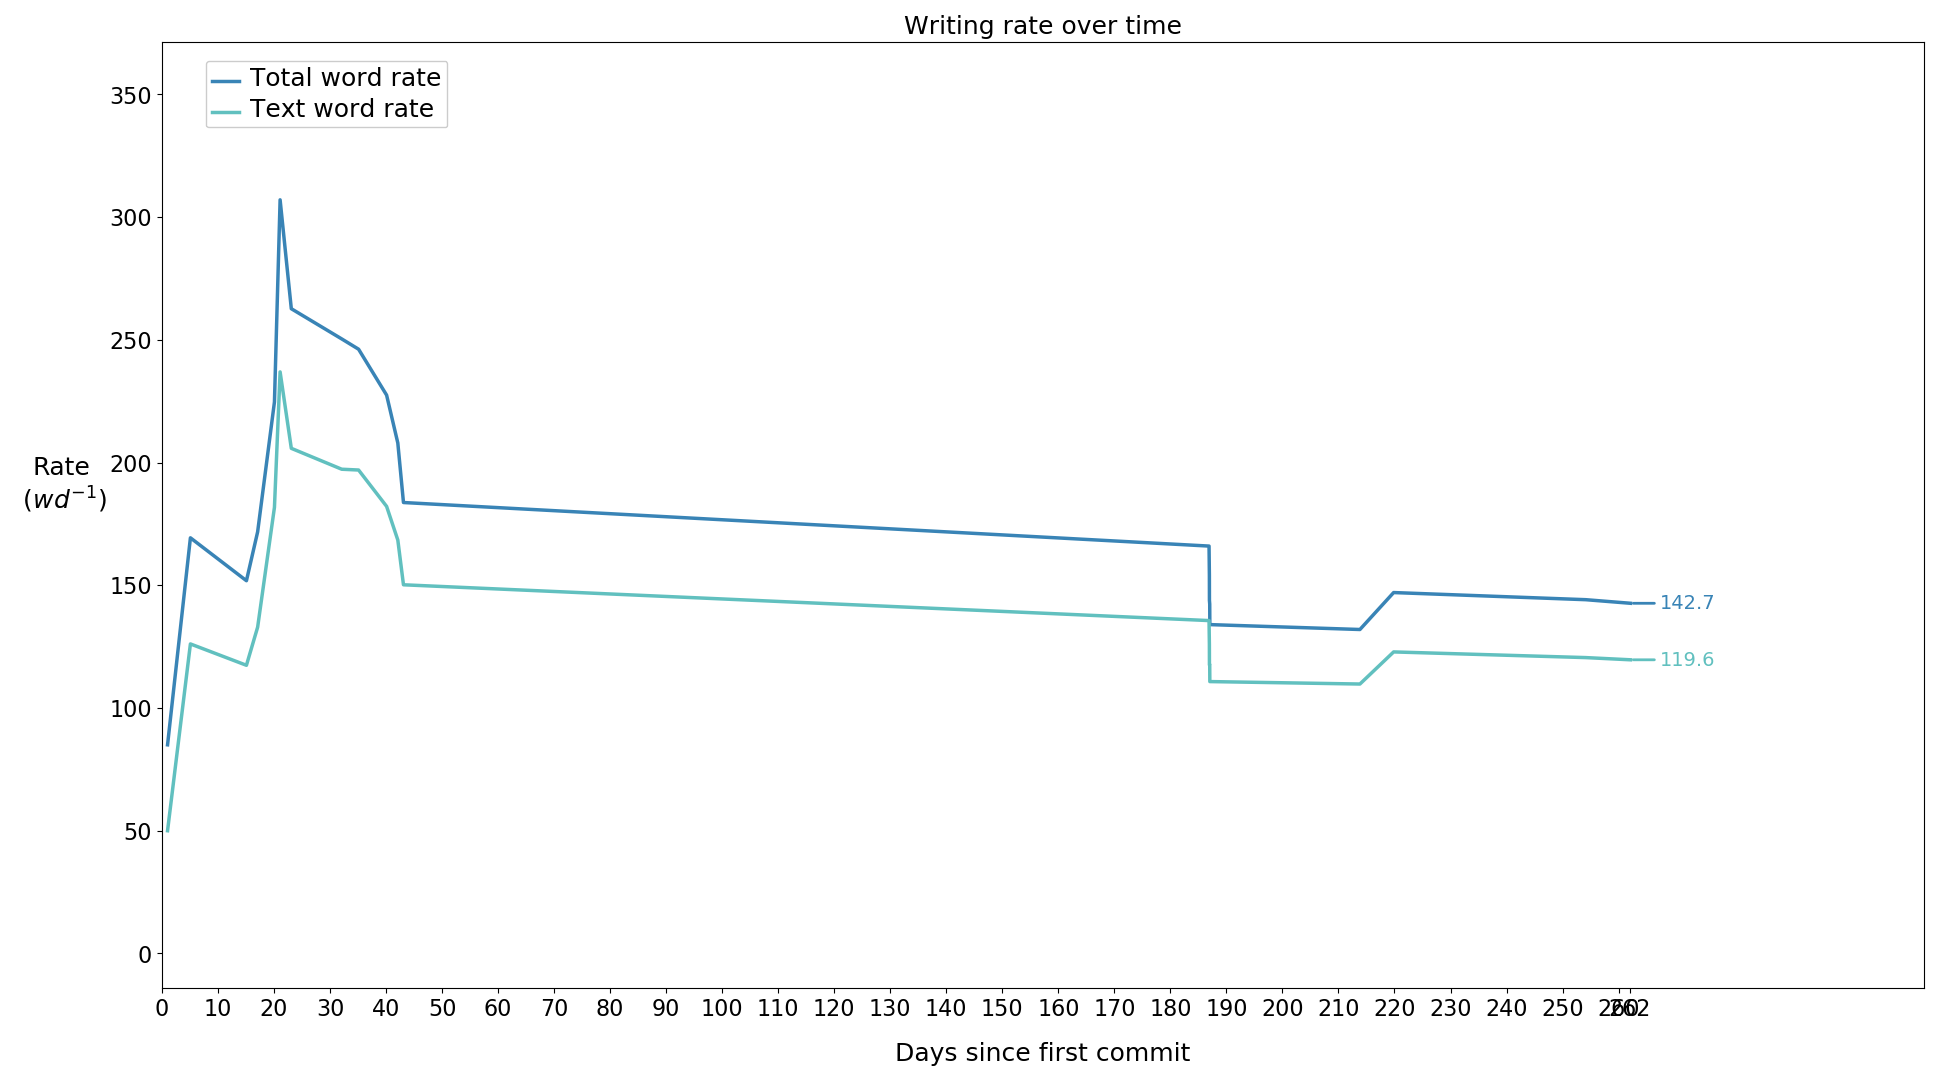 Writing rate over time
Total word rate
Text word rate
350
300
250
200
150
100
50
0
Rate
(wd⁻¹)
142.7
119.6
0 10 20 30 40 50 60 70 80 90 100 110 120 130 140 150 160 170 180 190 200 210 220 230 240 250 260 262
Days since first commit